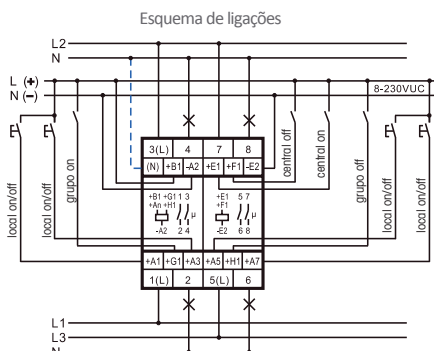 Esquema de ligações
L2
N
L (+)
N (−)
8-230VUC
local on/off
local on/off
grupo on
central off
central on
grupo off
local on/off
local on/off
3(L) 4 7 8
(N) +B1 -A2 +E1 +F1 -E2
+B1 +G1 1 3 +E1 5 7
+An +H1 +F1
µ µ
-A2 2 4 -E2 6 8
+A1 +G1 +A3 +A5 +H1 +A7
1(L) 2 5(L) 6
L1
L3
N